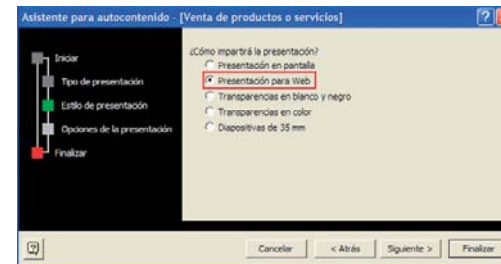 Asistente para autocontenido - [Venta de productos o servicios]
Iniciar
Tipo de presentación
Estilo de presentación
Opciones de la presentación
Finalizar
¿Cómo impartirá la presentación?
Presentación en pantalla
Presentación para Web
Transparencias en blanco y negro
Transparencias en color
Diapositivas de 35 mm
Cancelar
< Atrás
Siguiente >
Finalizar